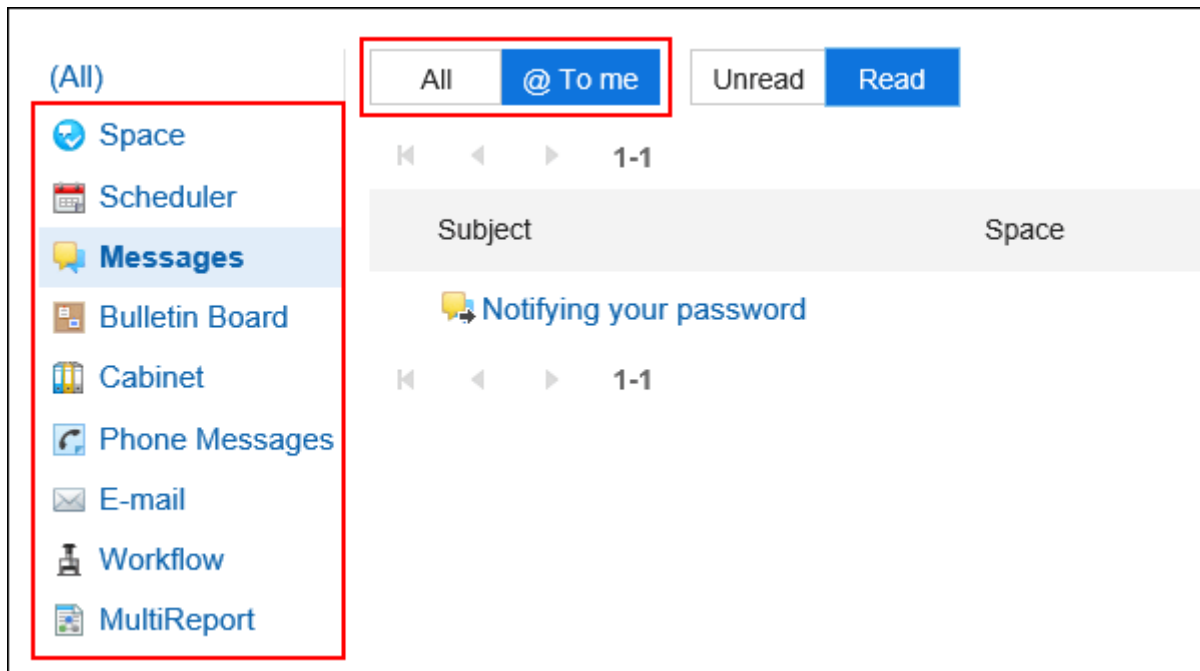 (All)
Space
Scheduler
Messages
Bulletin Board
Cabinet
Phone Messages
E-mail
Workflow
MultiReport
All @ To me Unread Read
1-1
Subject Space
Notifying your password
1-1